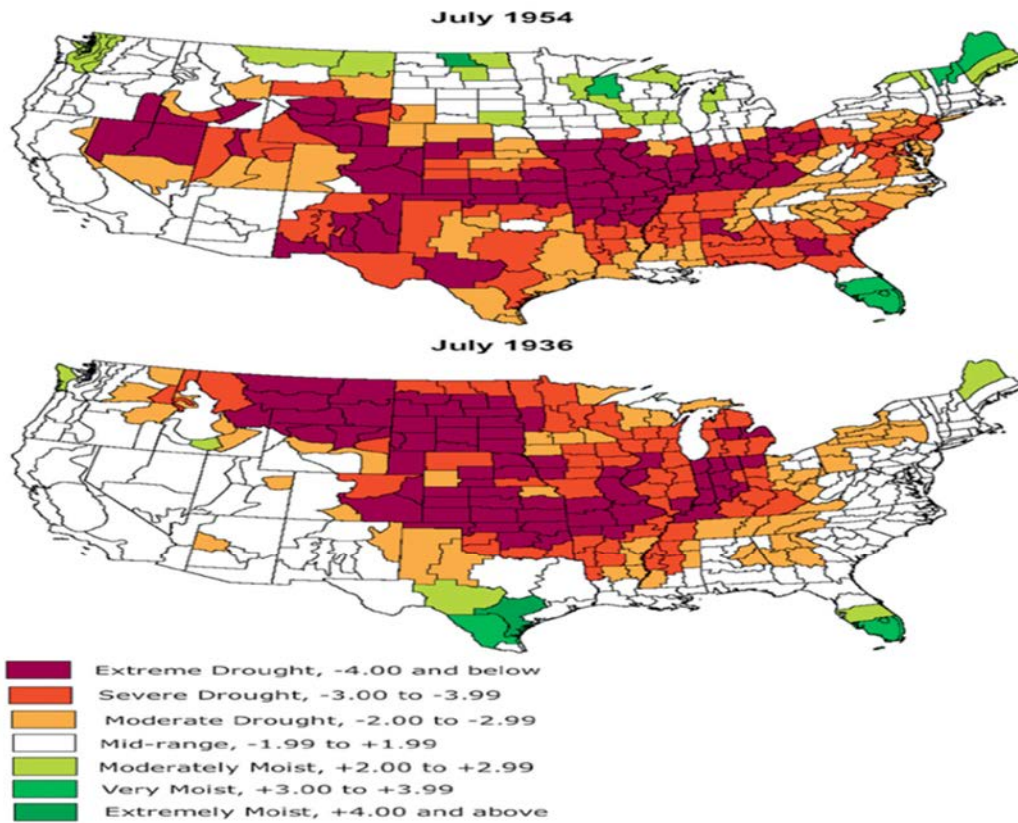 July 1954
July 1936
Extreme Drought, -4.00 and below
Severe Drought, -3.00 to -3.99
Moderate Drought, -2.00 to -2.99
Mid-range, -1.99 to +1.99
Moderately Moist, +2.00 to +2.99
Very Moist, +3.00 to +3.99
Extremely Moist, +4.00 and above